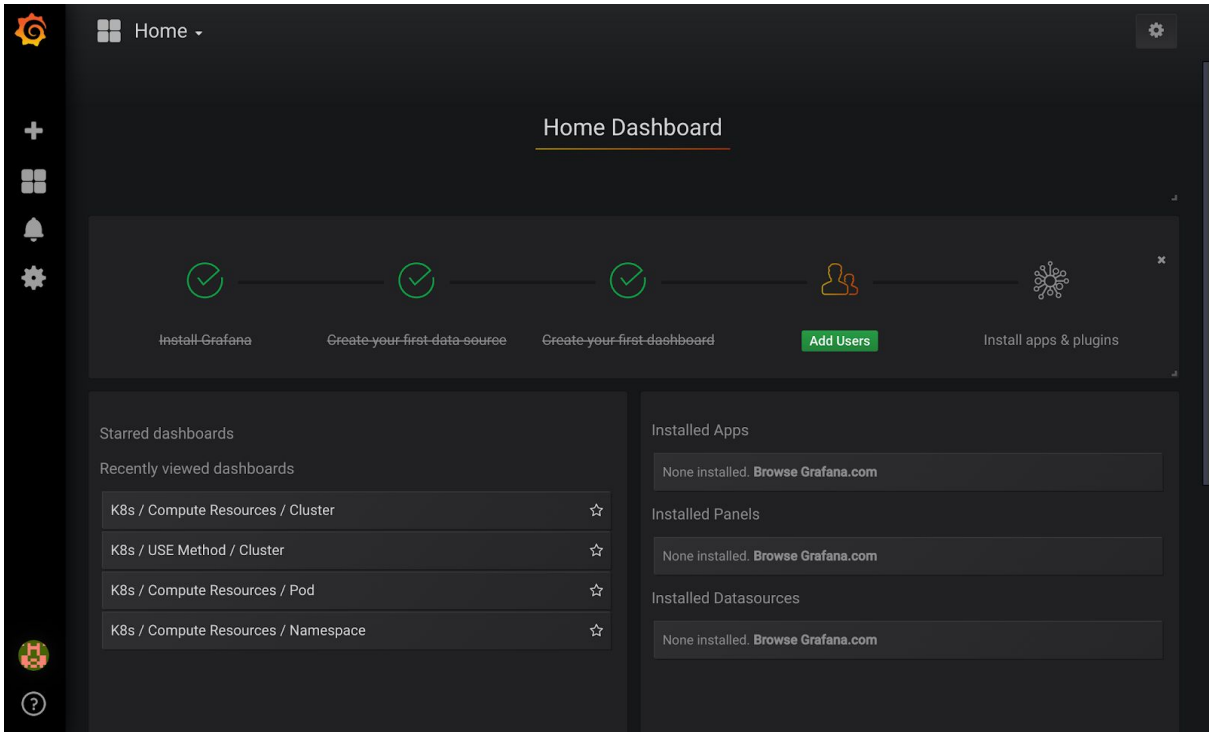 Home
Home Dashboard
Install Grafana
Create your first data source
Create your first dashboard
Add Users
Install apps & plugins
Starred dashboards
Recently viewed dashboards
K8s / Compute Resources / Cluster
K8s / USE Method / Cluster
K8s / Compute Resources / Pod
K8s / Compute Resources / Namespace
Installed Apps
None installed. Browse Grafana.com
Installed Panels
None installed. Browse Grafana.com
Installed Datasources
None installed. Browse Grafana.com